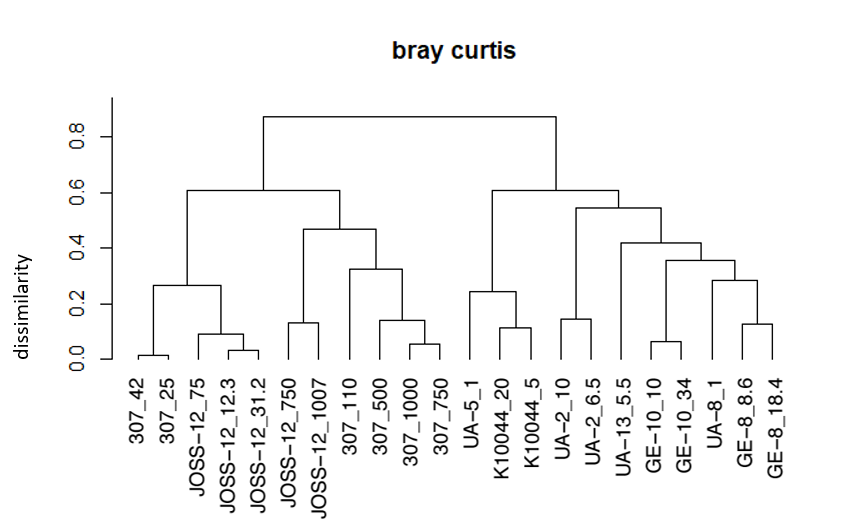 bray curtis
dissimilarity
0.8
0.6
0.4
0.2
0.0
307_42
307_25
JOSS−12_75
JOSS−12_12.3
JOSS−12_31.2
JOSS−12_750
JOSS−12_1007
307_110
307_500
307_1000
307_750
UA−5_1
K10044_20
K10044_5
UA−2_10
UA−2_6.5
UA−13_5.5
GE−10_10
GE−10_34
UA−8_1
GE−8_8.6
GE−8_18.4